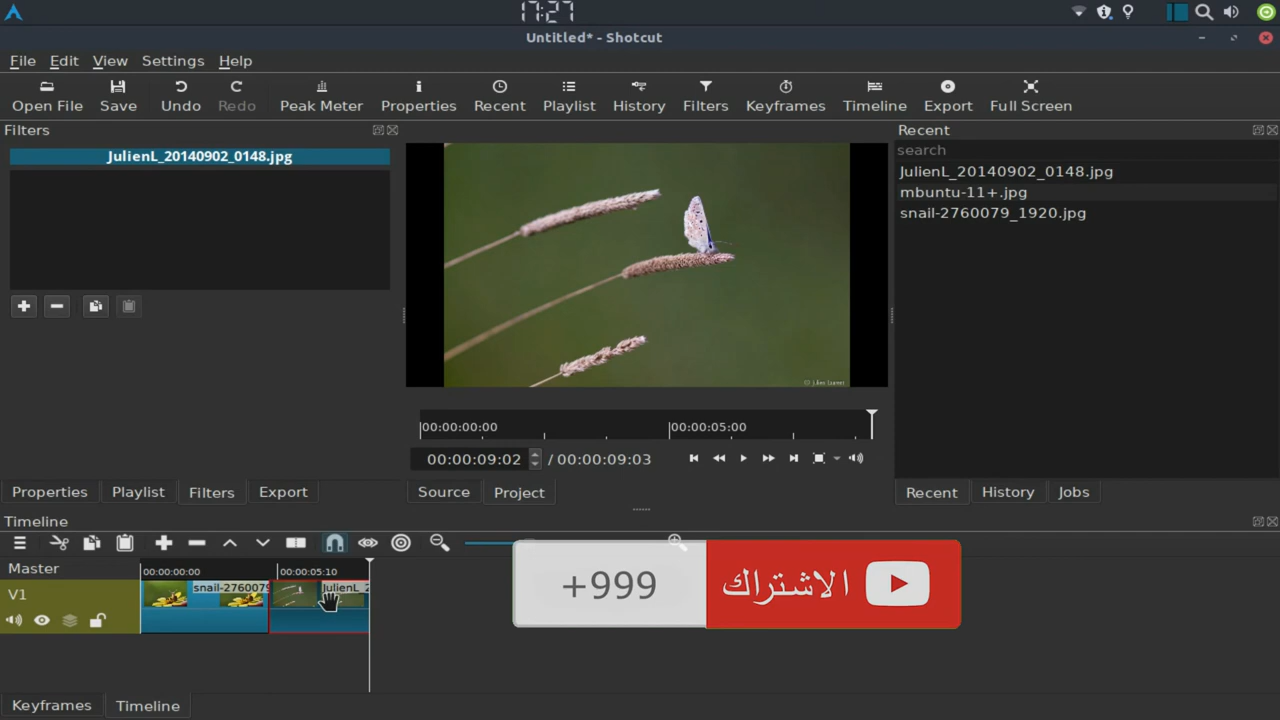 17:27
Untitled* - Shotcut
File Edit View Settings Help
Open File Save Undo Redo Peak Meter Properties Recent Playlist History Filters Keyframes Timeline Export Full Screen
Filters
Recent
JulienL_20140902_0148.jpg
search
JulienL_20140902_0148.jpg
mbuntu-11+.jpg
snail-2760079_1920.jpg
00:00:00:00 00:00:05:00
00:00:09:02 / 00:00:09:03
Properties Playlist Filters Export
Source Project
Recent History Jobs
Timeline
Master
00:00:00:00 00:00:05:10
V1
snail-2760079 JulienL_2
+999
الاشتراك
Keyframes Timeline